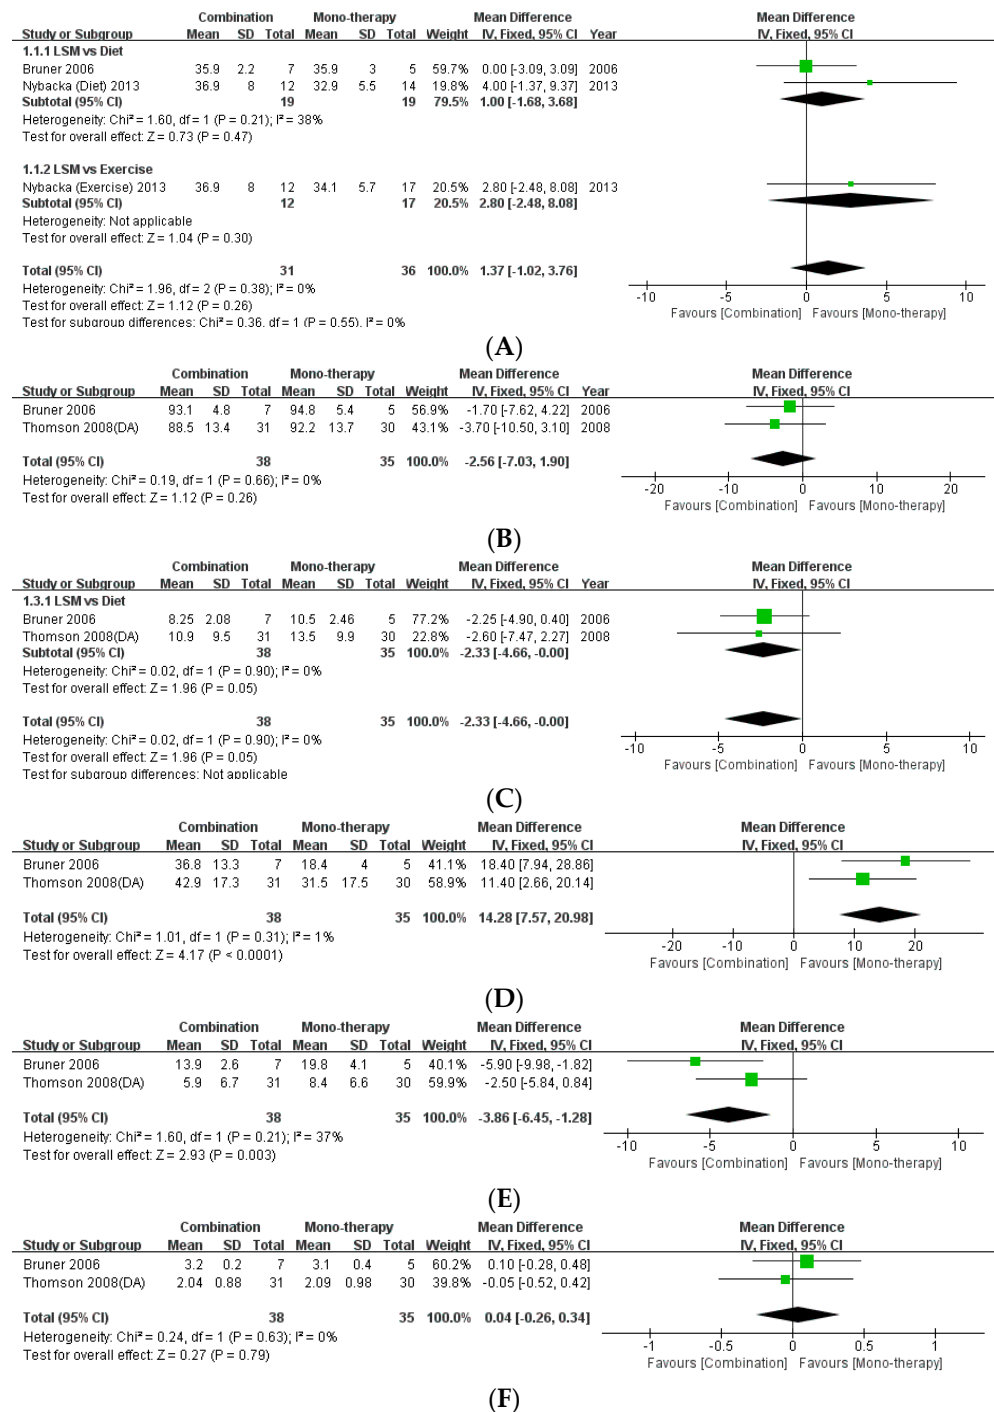 Combination Mono-therapy Mean Difference Mean Difference
Study or Subgroup Mean SD Total Mean SD Total Weight IV, Fixed, 95% CI Year IV, Fixed, 95% CI
1.1.1 LSM vs Diet
Bruner 2006 35.9 2.2 7 35.9 3 5 59.7% 0.00 [-3.09, 3.09] 2006
Nybacka (Diet) 2013 36.9 8 12 32.9 5.5 14 19.8% 4.00 [-1.37, 9.37] 2013
Subtotal (95% CI) 19 19 79.5% 1.00 [-1.68, 3.68]
Heterogeneity: Chi² = 1.60, df = 1 (P = 0.21); I² = 38%
Test for overall effect: Z = 0.73 (P = 0.47)
1.1.2 LSM vs Exercise
Nybacka (Exercise) 2013 36.9 8 12 34.1 5.7 17 20.5% 2.80 [-2.48, 8.08] 2013
Subtotal (95% CI) 12 17 20.5% 2.80 [-2.48, 8.08]
Heterogeneity: Not applicable
Test for overall effect: Z = 1.04 (P = 0.30)
Total (95% CI) 31 36 100.0% 1.37 [-1.02, 3.76]
Heterogeneity: Chi² = 1.96, df = 2 (P = 0.38); I² = 0%
Test for overall effect: Z = 1.12 (P = 0.26)
Test for subgroup differences: Chi² = 0.36, df = 1 (P = 0.55), I² = 0%
-10 -5 0 5 10
Favours [Combination] Favours [Mono-therapy]
(A)
Combination Mono-therapy Mean Difference Mean Difference
Study or Subgroup Mean SD Total Mean SD Total Weight IV, Fixed, 95% CI Year IV, Fixed, 95% CI
Bruner 2006 93.1 4.8 7 94.8 5.4 5 56.9% -1.70 [-7.62, 4.22] 2006
Thomson 2008(DA) 88.5 13.4 31 92.2 13.7 30 43.1% -3.70 [-10.50, 3.10] 2008
Total (95% CI) 38 35 100.0% -2.56 [-7.03, 1.90]
Heterogeneity: Chi² = 0.19, df = 1 (P = 0.66); I² = 0%
Test for overall effect: Z = 1.12 (P = 0.26)
-20 -10 0 10 20
Favours [Combination] Favours [Mono-therapy]
(B)
Combination Mono-therapy Mean Difference Mean Difference
Study or Subgroup Mean SD Total Mean SD Total Weight IV, Fixed, 95% CI Year IV, Fixed, 95% CI
1.3.1 LSM vs Diet
Bruner 2006 8.25 2.08 7 10.5 2.46 5 77.2% -2.25 [-4.90, 0.40] 2006
Thomson 2008(DA) 10.9 9.5 31 13.5 9.9 30 22.8% -2.60 [-7.47, 2.27] 2008
Subtotal (95% CI) 38 35 100.0% -2.33 [-4.66, -0.00]
Heterogeneity: Chi² = 0.02, df = 1 (P = 0.90); I² = 0%
Test for overall effect: Z = 1.96 (P = 0.05)
Total (95% CI) 38 35 100.0% -2.33 [-4.66, -0.00]
Heterogeneity: Chi² = 0.02, df = 1 (P = 0.90); I² = 0%
Test for overall effect: Z = 1.96 (P = 0.05)
Test for subgroup differences: Not applicable
-10 -5 0 5 10
Favours [Combination] Favours [Mono-therapy]
(C)
Combination Mono-therapy Mean Difference Mean Difference
Study or Subgroup Mean SD Total Mean SD Total Weight IV, Fixed, 95% CI IV, Fixed, 95% CI
Bruner 2006 36.8 13.3 7 18.4 4 5 41.1% 18.40 [7.94, 28.86]
Thomson 2008(DA) 42.9 17.3 31 31.5 17.5 30 58.9% 11.40 [2.66, 20.14]
Total (95% CI) 38 35 100.0% 14.28 [7.57, 20.98]
Heterogeneity: Chi² = 1.01, df = 1 (P = 0.31); I² = 1%
Test for overall effect: Z = 4.17 (P < 0.0001)
-20 -10 0 10 20
Favours [Combination] Favours [Mono-therapy]
(D)
Combination Mono-therapy Mean Difference Mean Difference
Study or Subgroup Mean SD Total Mean SD Total Weight IV, Fixed, 95% CI IV, Fixed, 95% CI
Bruner 2006 13.9 2.6 7 19.8 4.1 5 40.1% -5.90 [-9.98, -1.82]
Thomson 2008(DA) 5.9 6.7 31 8.4 6.6 30 59.9% -2.50 [-5.84, 0.84]
Total (95% CI) 38 35 100.0% -3.86 [-6.45, -1.28]
Heterogeneity: Chi² = 1.60, df = 1 (P = 0.21); I² = 37%
Test for overall effect: Z = 2.93 (P = 0.003)
-10 -5 0 5 10
Favours [Combination] Favours [Mono-therapy]
(E)
Combination Mono-therapy Mean Difference Mean Difference
Study or Subgroup Mean SD Total Mean SD Total Weight IV, Fixed, 95% CI IV, Fixed, 95% CI
Bruner 2006 3.2 0.2 7 3.1 0.4 5 60.2% 0.10 [-0.28, 0.48]
Thomson 2008(DA) 2.04 0.88 31 2.09 0.98 30 39.8% -0.05 [-0.52, 0.42]
Total (95% CI) 38 35 100.0% 0.04 [-0.26, 0.34]
Heterogeneity: Chi² = 0.24, df = 1 (P = 0.63); I² = 0%
Test for overall effect: Z = 0.27 (P = 0.79)
-1 -0.5 0 0.5 1
Favours [Combination] Favours [Mono-therapy]
(F)